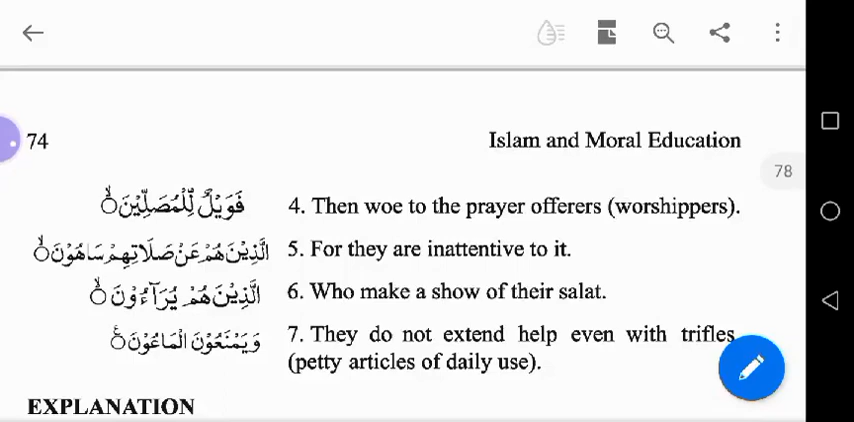 74 Islam and Moral Education
78
فَوَيْلٌ لِّلْمُصَلِّيْنَ ۙ 4. Then woe to the prayer offerers (worshippers).
الَّذِيْنَ هُمْ عَنْ صَلَاتِهِمْ سَاهُوْنَ ۙ 5. For they are inattentive to it.
الَّذِيْنَ هُمْ يُرَآءُوْنَ ۙ 6. Who make a show of their salat.
وَيَمْنَعُوْنَ الْمَاعُوْنَ ۧ 7. They do not extend help even with trifles
(petty articles of daily use).
EXPLANATION